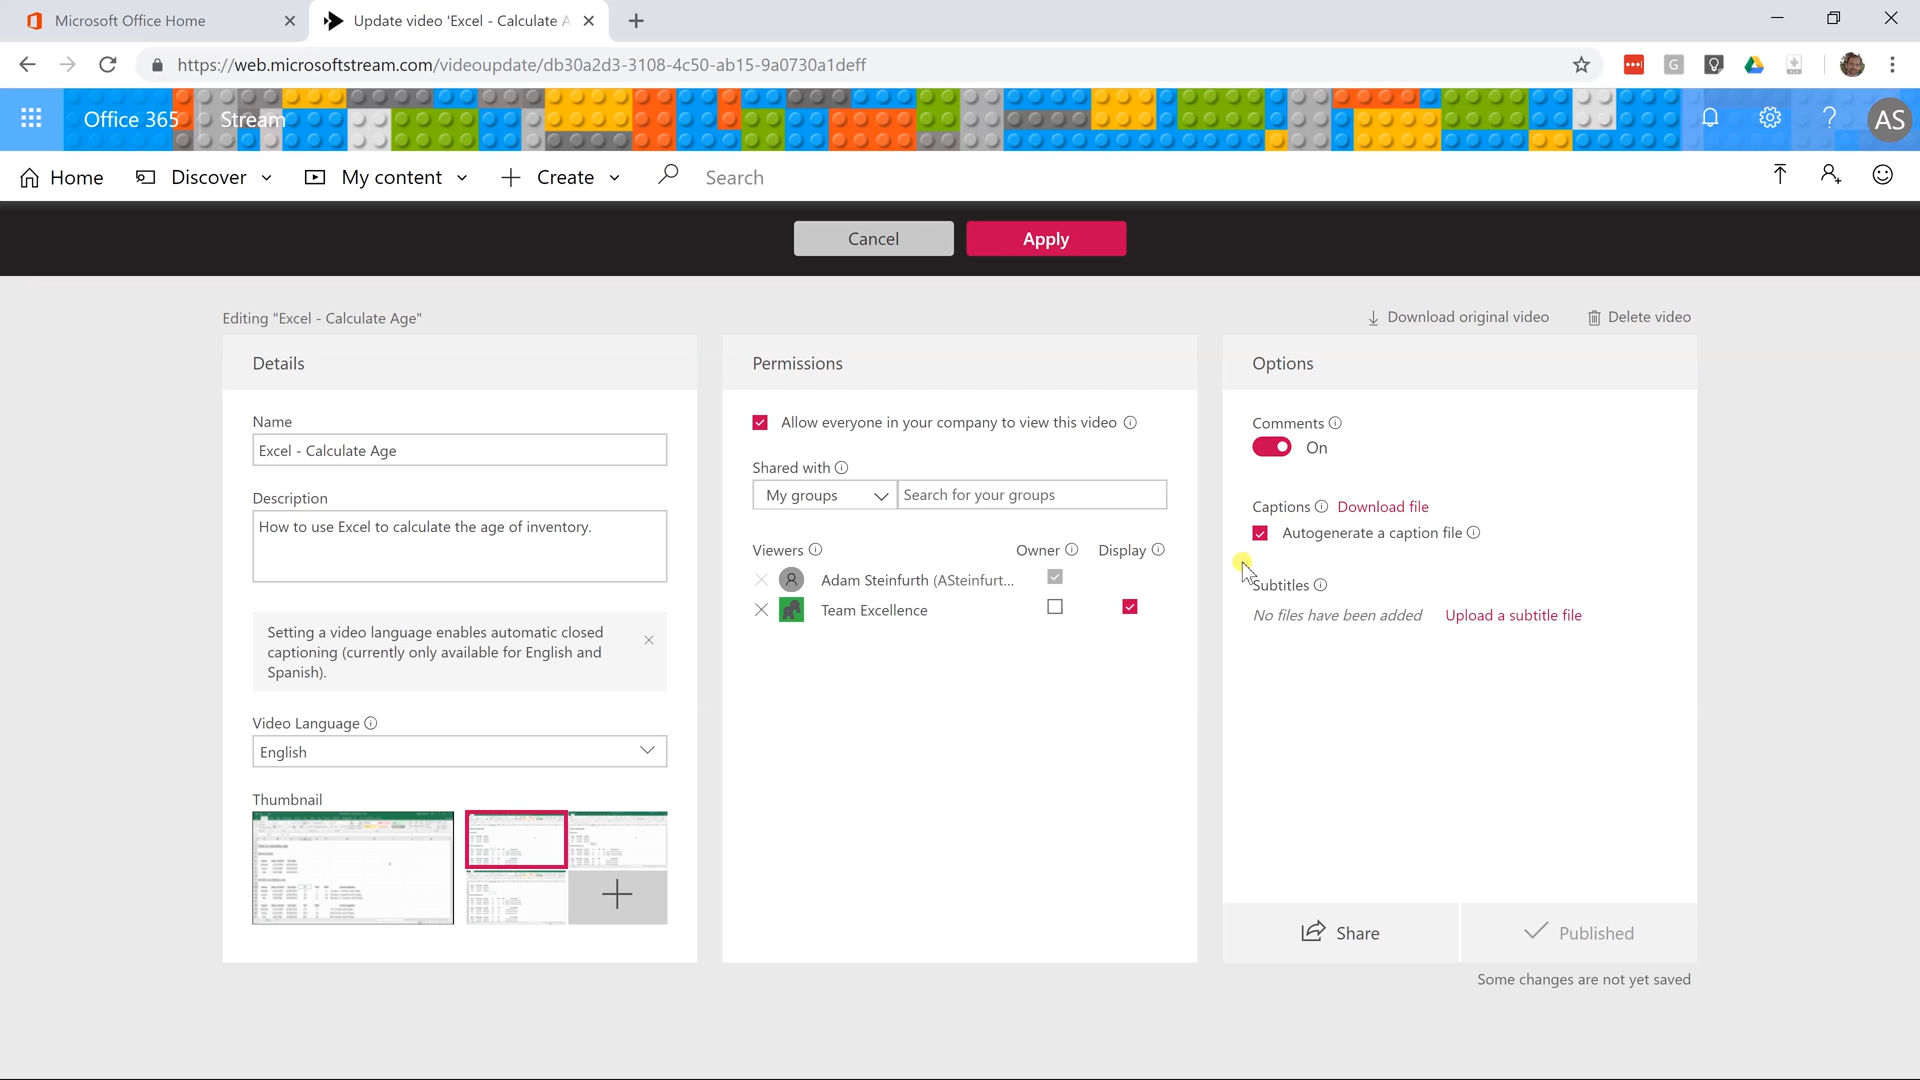 Microsoft Office Home
Update video 'Excel - Calculate A
https://web.microsoftstream.com/videoupdate/db30a2d3-3108-4c50-ab15-9a0730a1deff
G
Office 365
Stream
?
AS
Home
Discover
My content
Create
Search
Cancel
Apply
Editing "Excel - Calculate Age"
Download original video
Delete video
Details
Name
Excel - Calculate Age
Description
How to use Excel to calculate the age of inventory.
Setting a video language enables automatic closed
captioning (currently only available for English and
Spanish).
Video Language
English
Thumbnail
Permissions
Allow everyone in your company to view this video
Shared with
My groups
Search for your groups
Viewers
Owner
Display
Adam Steinfurth (ASteinfurt...
Team Excellence
Options
Comments
On
Captions
Download file
Autogenerate a caption file
Subtitles
No files have been added
Upload a subtitle file
Share
Published
Some changes are not yet saved